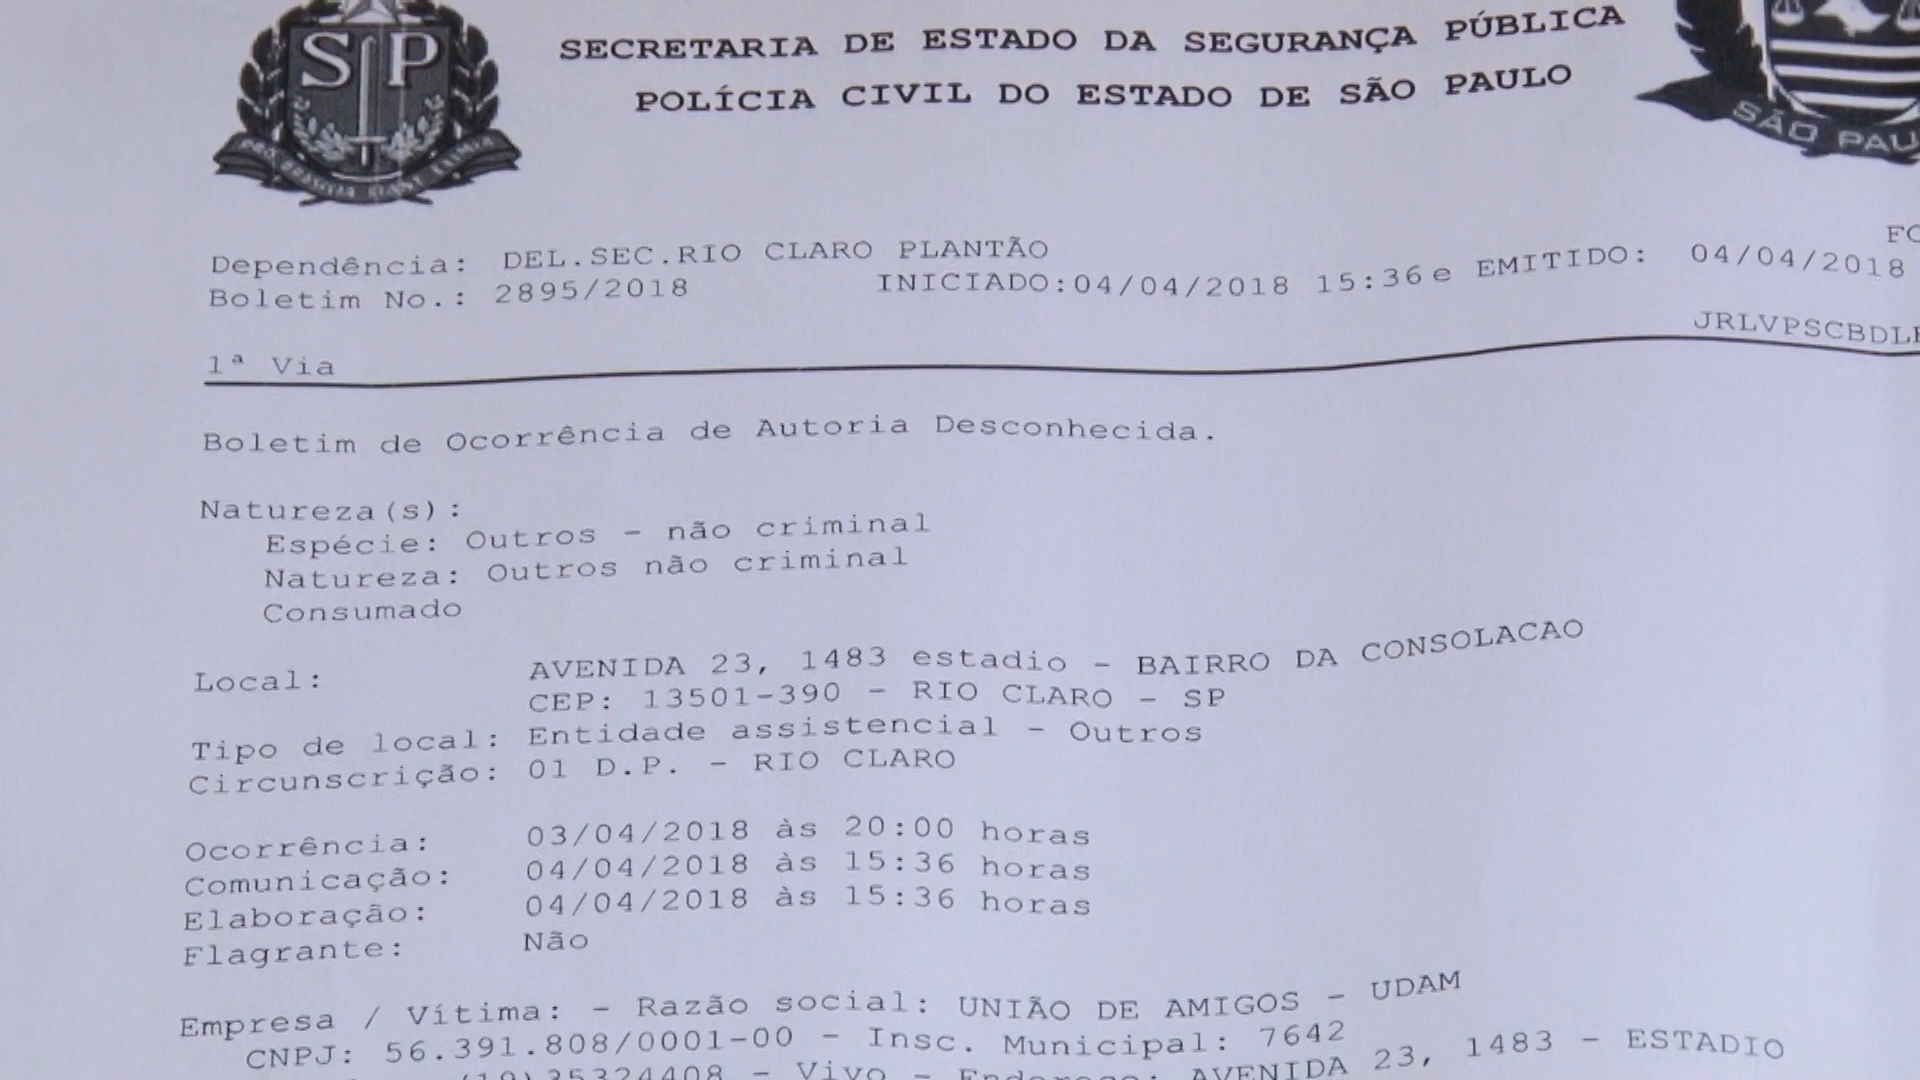 SP
SECRETARIA DE ESTADO DA SEGURANÇA PÚBLICA
POLÍCIA CIVIL DO ESTADO DE SÃO PAULO
SÃO PAU
Dependência: DEL.SEC.RIO CLARO PLANTÃO
Boletim No.: 2895/2018 INICIADO:04/04/2018 15:36 e EMITIDO: 04/04/2018
1ª Via
Boletim de Ocorrência de Autoria Desconhecida.
Natureza(s):
Espécie: Outros - não criminal
Natureza: Outros não criminal
Consumado
Local: AVENIDA 23, 1483 estadio - BAIRRO DA CONSOLACAO
CEP: 13501-390 - RIO CLARO - SP
Tipo de local: Entidade assistencial - Outros
Circunscrição: 01 D.P. - RIO CLARO
Ocorrência: 03/04/2018 às 20:00 horas
Comunicação: 04/04/2018 às 15:36 horas
Elaboração: 04/04/2018 às 15:36 horas
Flagrante: Não
Empresa / Vítima: - Razão social: UNIÃO DE AMIGOS - UDAM
CNPJ: 56.391.808/0001-00 - Insc. Municipal: 7642
(19)35324408 - Vivo - Endereço: AVENIDA 23, 1483 - ESTADIO